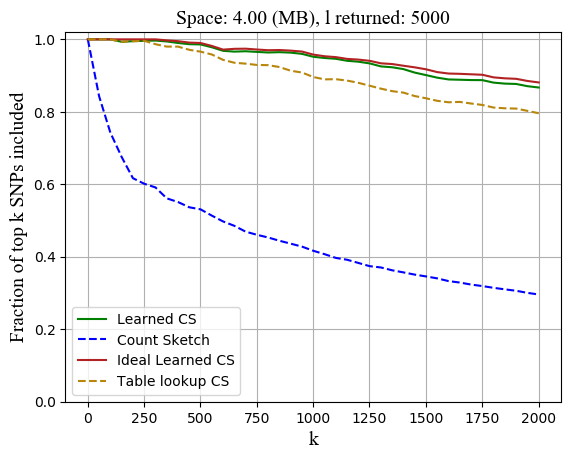 Space: 4.00 (MB), l returned: 5000
Fraction of top k SNPs included
1.0
0.8
0.6
0.4
0.2
0.0
Learned CS
Count Sketch
Ideal Learned CS
Table lookup CS
0 250 500 750 1000 1250 1500 1750 2000
k